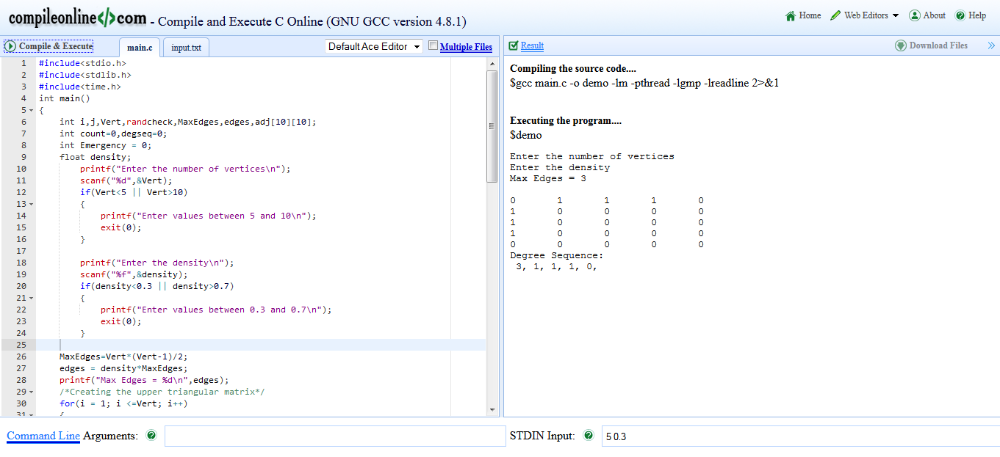 compileonline</>com - Compile and Execute C Online (GNU GCC version 4.8.1)
Home Web Editors About Help
Compile & Execute main.c input.txt Default Ace Editor Multiple Files
1 #include<stdio.h>
2 #include<stdlib.h>
3 #include<time.h>
4 int main()
5 {
6 int i,j,Vert,randcheck,MaxEdges,edges,adj[10][10];
7 int count=0,degseq=0;
8 int Emergency = 0;
9 float density;
10 printf("Enter the number of vertices\n");
11 scanf("%d",&Vert);
12 if(Vert<5 || Vert>10)
13 {
14 printf("Enter values between 5 and 10\n");
15 exit(0);
16 }
17
18 printf("Enter the density\n");
19 scanf("%f",&density);
20 if(density<0.3 || density>0.7)
21 {
22 printf("Enter values between 0.3 and 0.7\n");
23 exit(0);
24 }
25
26 MaxEdges=Vert*(Vert-1)/2;
27 edges = density*MaxEdges;
28 printf("Max Edges = %d\n",edges);
29 /*Creating the upper triangular matrix*/
30 for(i = 1; i <=Vert; i++)
31 {
Result Download Files
Compiling the source code....
$gcc main.c -o demo -lm -pthread -lgmp -lreadline 2>&1
Executing the program....
$demo
Enter the number of vertices
Enter the density
Max Edges = 3
0 1 1 1 0
1 0 0 0 0
1 0 0 0 0
1 0 0 0 0
0 0 0 0 0
Degree Sequence:
3, 1, 1, 1, 0,
Command Line Arguments:
STDIN Input: 5 0.3